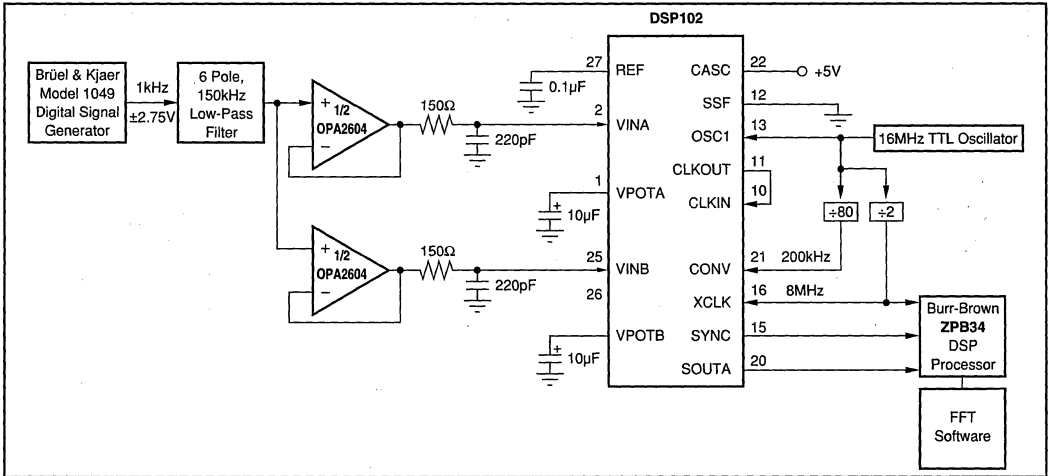 DSP102
Brüel & Kjaer
Model 1049
Digital Signal
Generator
1kHz
±2.75V
6 Pole,
150kHz
Low-Pass
Filter
+
1/2
OPA2604
−
150Ω
220pF
+
1/2
OPA2604
−
150Ω
220pF
27 REF
0.1µF
2 VINA
1 VPOTA
+
10µF
25 VINB
26
VPOTB
+
10µF
CASC 22 +5V
SSF 12
OSC1 13
16MHz TTL Oscillator
CLKOUT 11
CLKIN 10
÷80 ÷2
CONV 21 200kHz
XCLK 16 8MHz
SYNC 15
SOUTA 20
Burr-Brown
ZPB34
DSP
Processor
FFT
Software